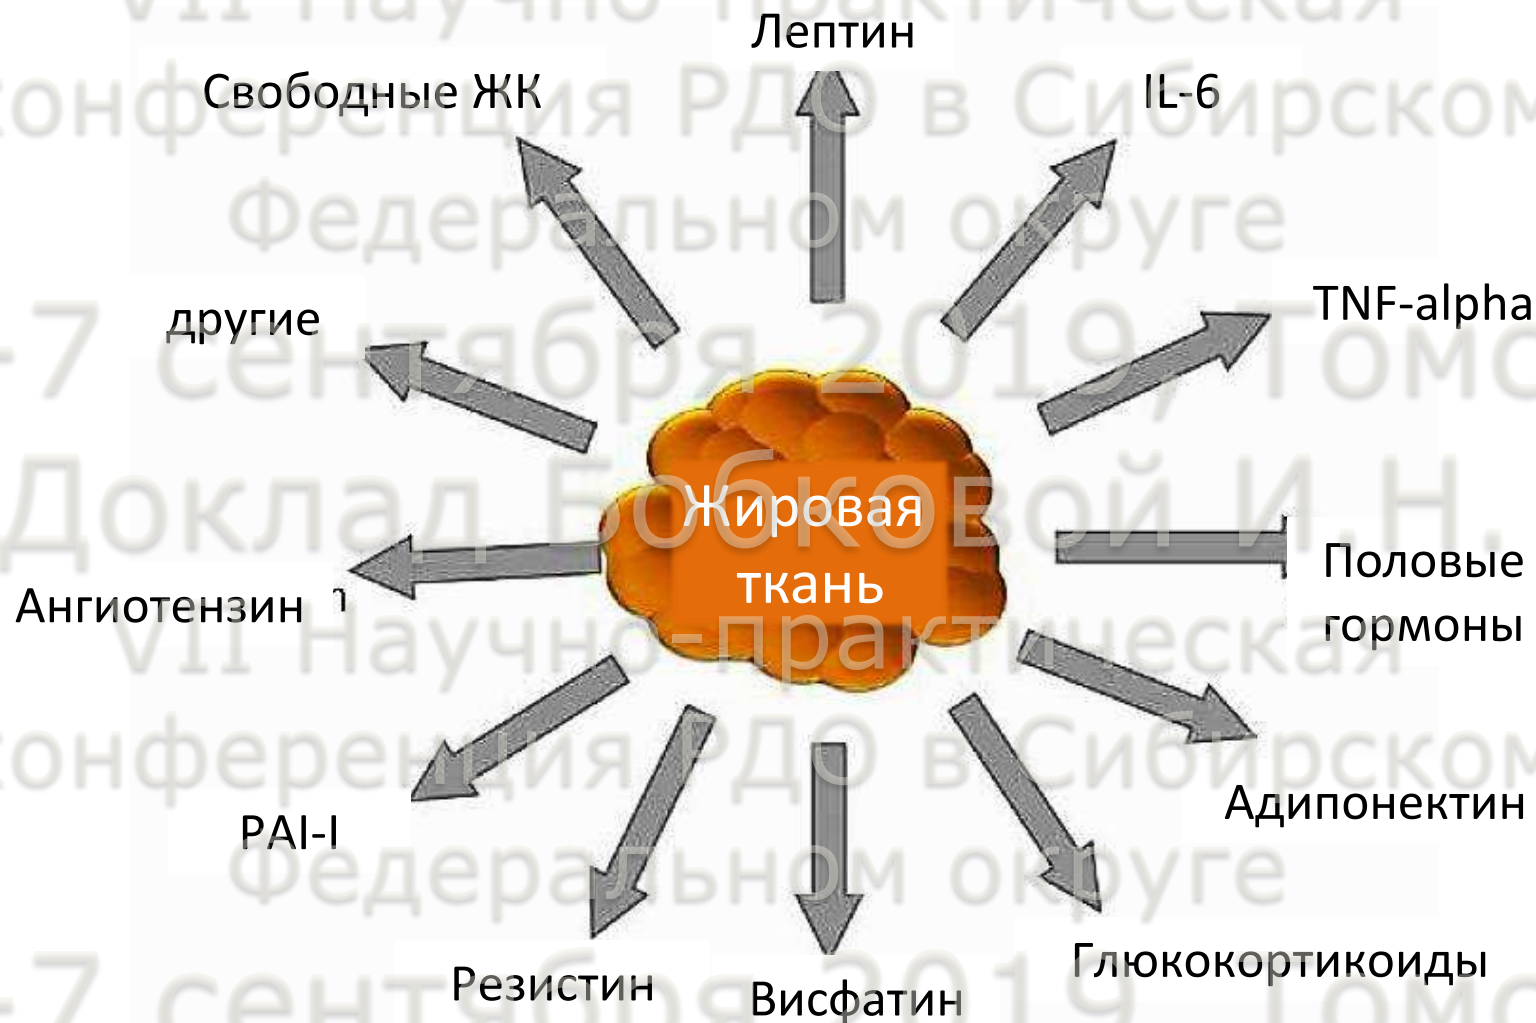 VII Научно-практическая
Лептин
Свободные ЖК
IL-6
конференция РДО в Сибирском
Федеральном округе
TNF-alpha
другие
-7 сентября 2019, Томс
Доклад Бобковой И.Н.
Жировая
ткань
Половые
гормоны
Ангиотензин
VII Научно-практическая
конференция РДО в Сибирском
Адипонектин
PAI-I
Федеральном округе
Глюкокортикоиды
Резистин
Висфатин
-7 сентября 2019, Томс